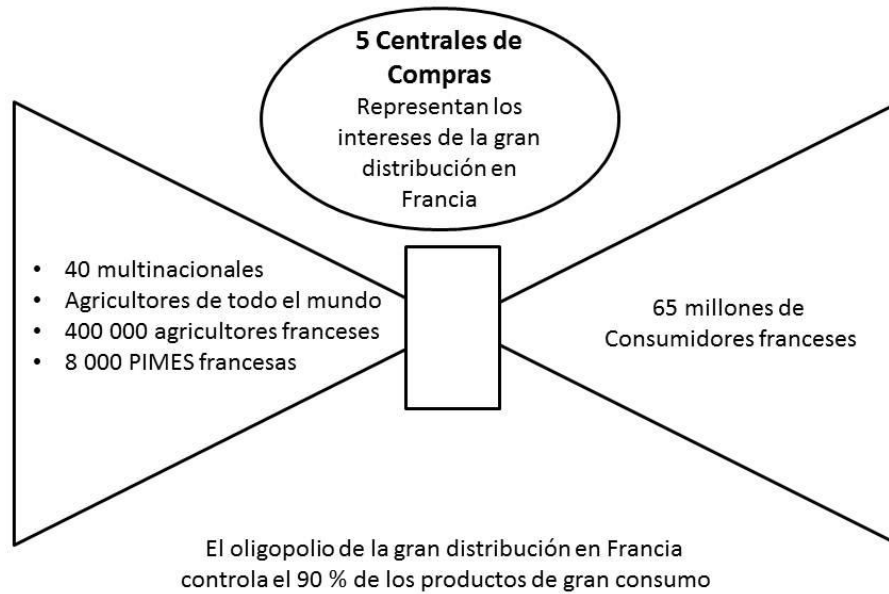 5 Centrales de
Compras
Representan los
intereses de la gran
distribución en
Francia
• 40 multinacionales
• Agricultores de todo el mundo
• 400 000 agricultores franceses
• 8 000 PIMES francesas
65 millones de
Consumidores franceses
El oligopolio de la gran distribución en Francia
controla el 90 % de los productos de gran consumo